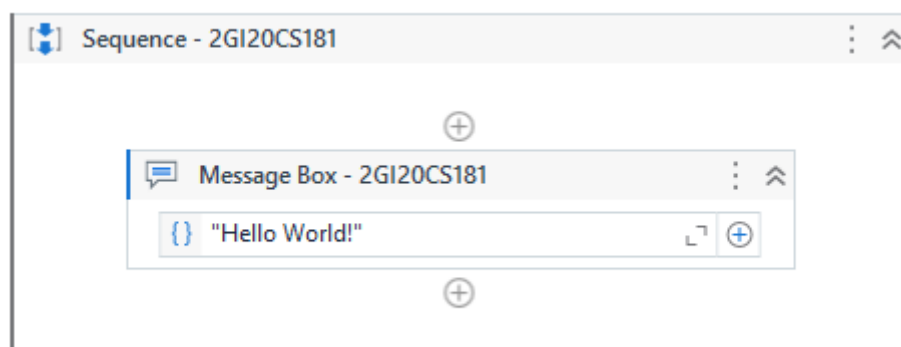 Sequence - 2GI20CS181
Message Box - 2GI20CS181
"Hello World!"